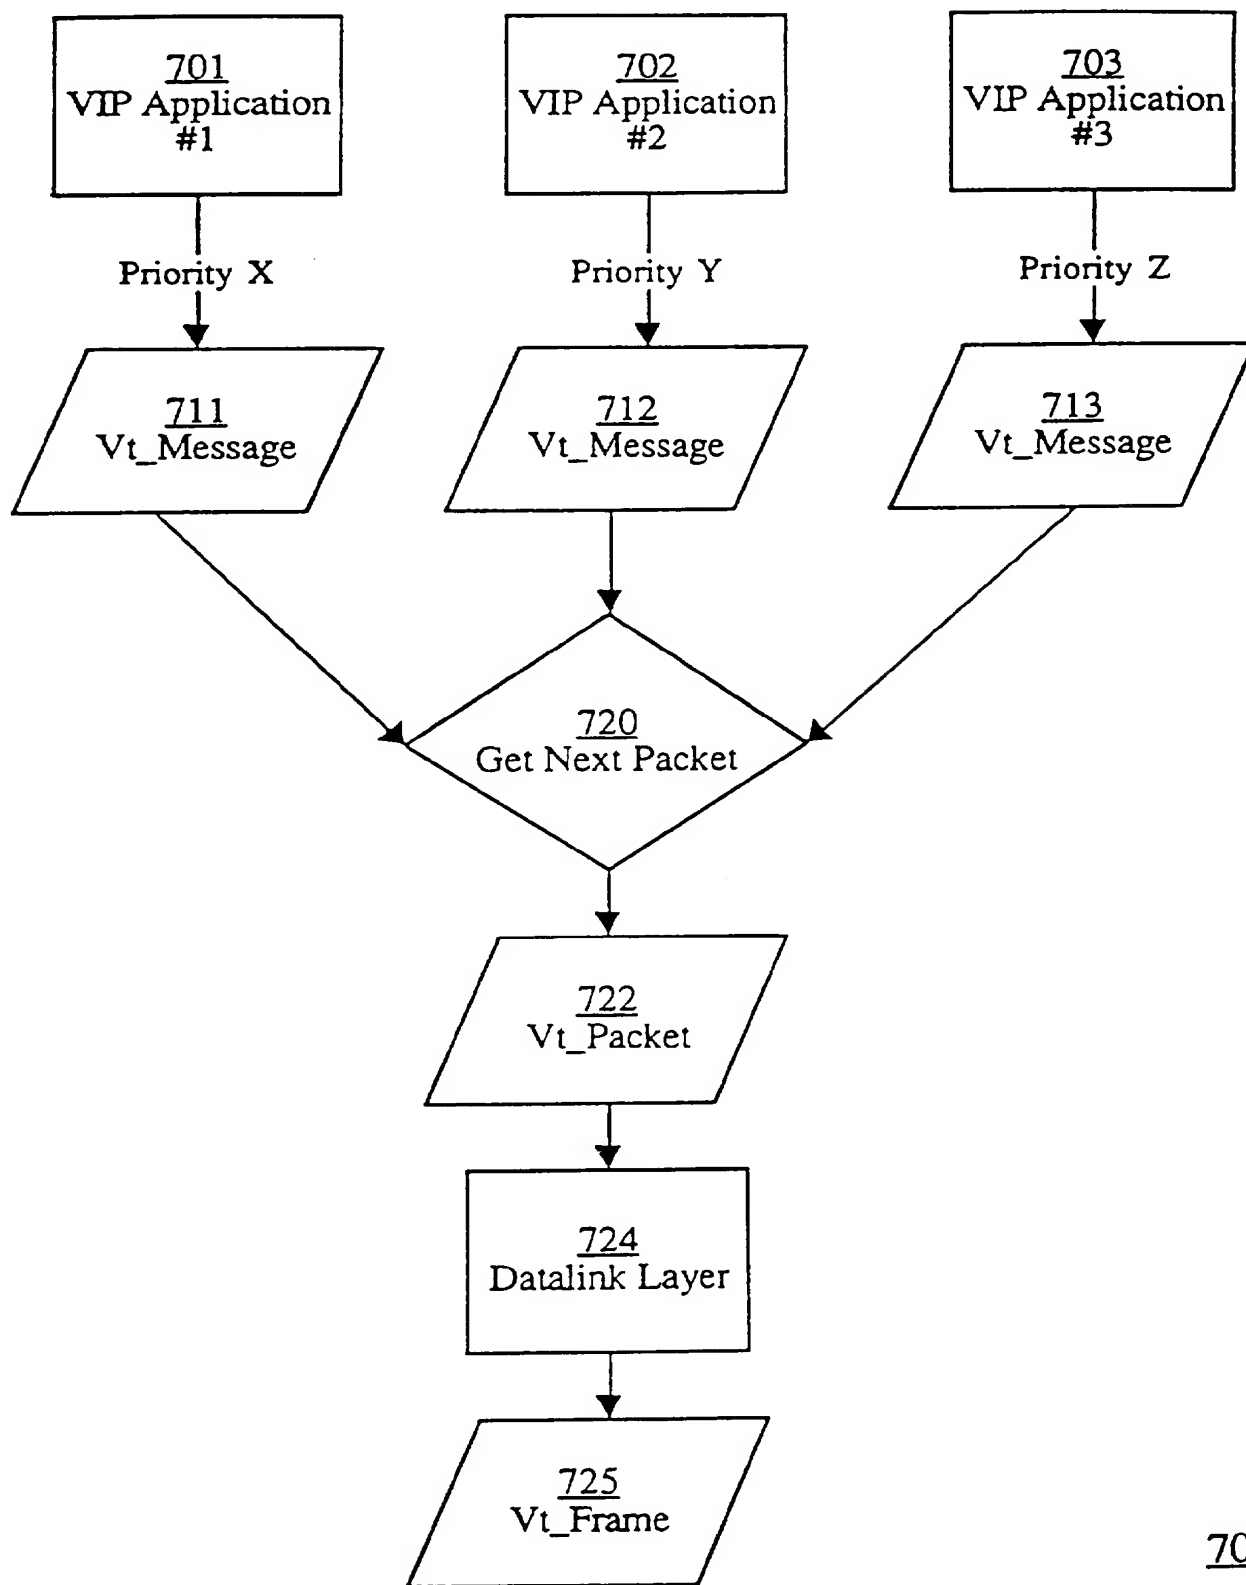 701
VIP Application
#1
702
VIP Application
#2
703
VIP Application
#3
Priority X
Priority Y
Priority Z
711
Vt_Message
712
Vt_Message
713
Vt_Message
720
Get Next Packet
722
Vt_Packet
724
Datalink Layer
725
Vt_Frame